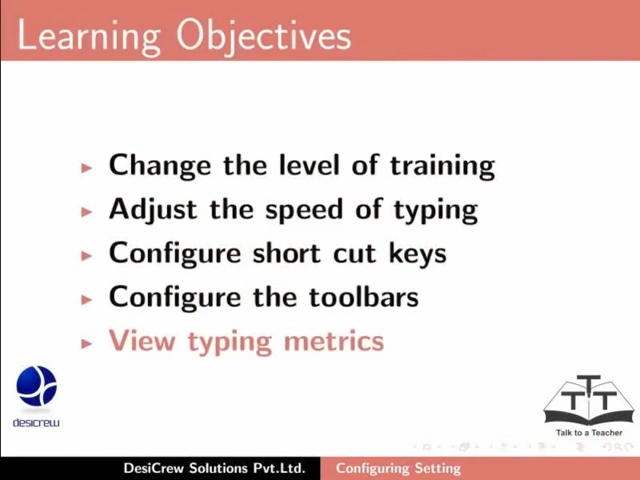 Learning Objectives
Change the level of training
Adjust the speed of typing
Configure short cut keys
Configure the toolbars
View typing metrics
desicrew
T T T
Talk to a Teacher
DesiCrew Solutions Pvt.Ltd. Configuring Setting